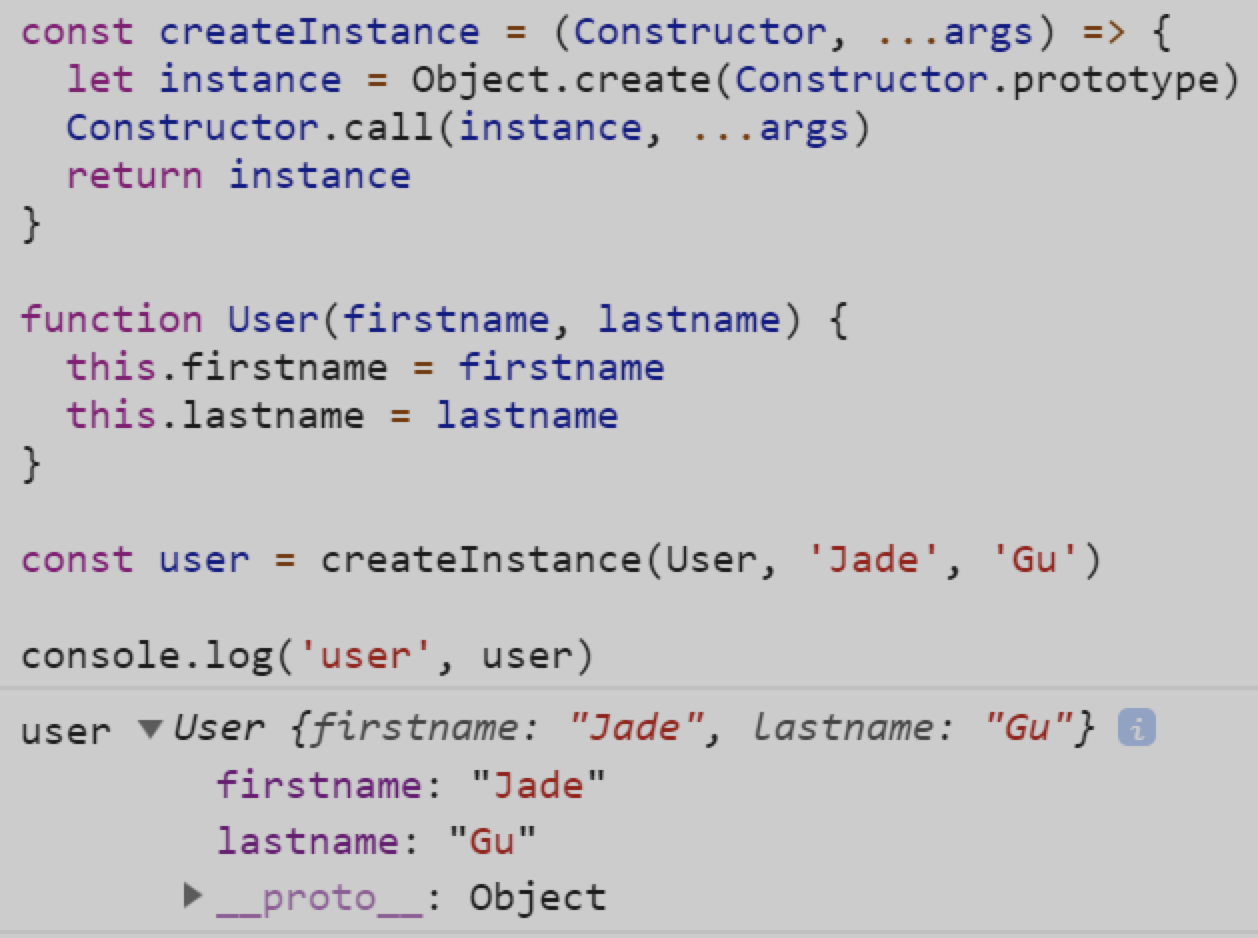 const createInstance = (Constructor, ...args) => {
  let instance = Object.create(Constructor.prototype)
  Constructor.call(instance, ...args)
  return instance
}

function User(firstname, lastname) {
  this.firstname = firstname
  this.lastname = lastname
}

const user = createInstance(User, 'Jade', 'Gu')

console.log('user', user)
user ▼User {firstname: "Jade", lastname: "Gu"} i
firstname: "Jade"
lastname: "Gu"
▶__proto__: Object